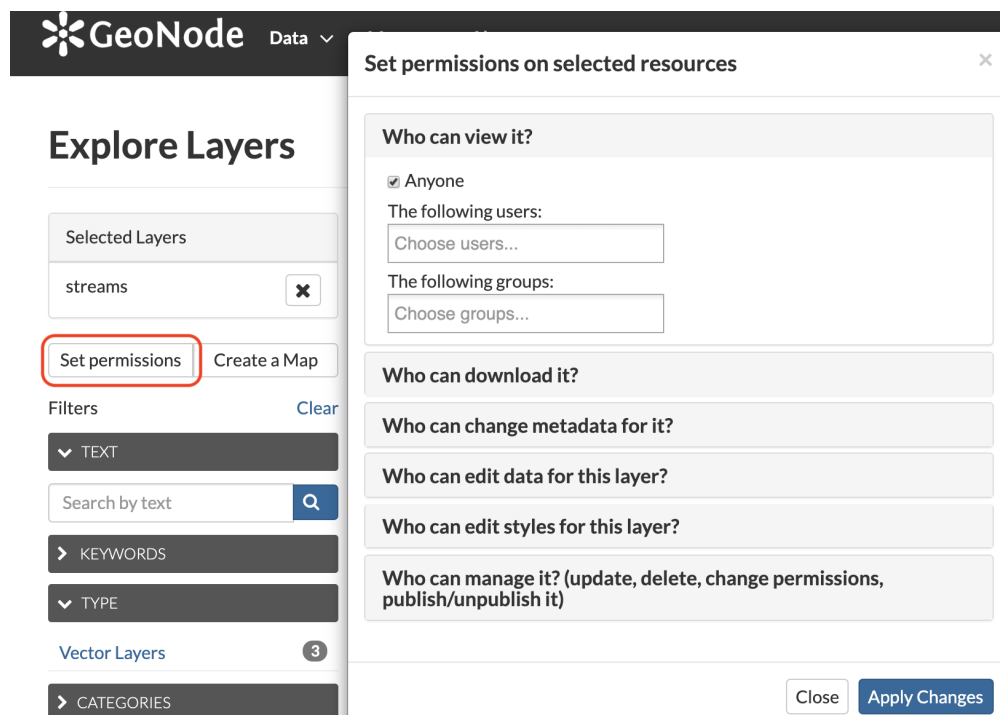 GeoNode
Data
Set permissions on selected resources
×
Explore Layers
Who can view it?
Anyone
The following users:
Choose users...
The following groups:
Choose groups...
Selected Layers
streams
Set permissions
Create a Map
Filters
Clear
TEXT
Search by text
KEYWORDS
TYPE
Vector Layers
3
CATEGORIES
Who can download it?
Who can change metadata for it?
Who can edit data for this layer?
Who can edit styles for this layer?
Who can manage it? (update, delete, change permissions,
publish/unpublish it)
Close
Apply Changes